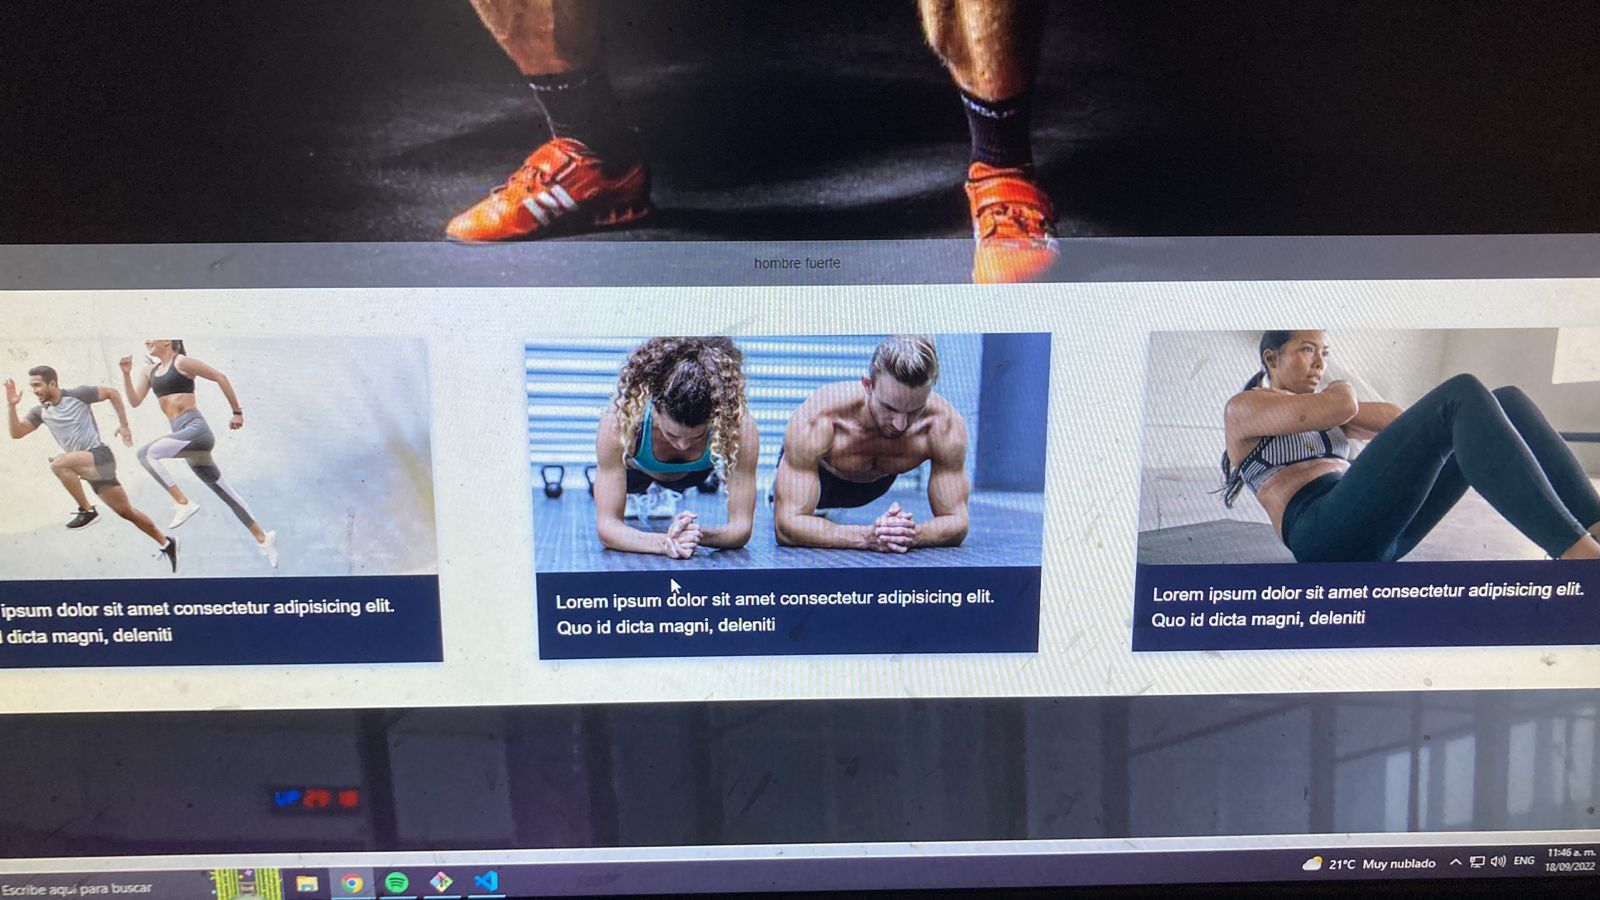 hombre fuerte
ipsum dolor sit amet consectetur adipisicing elit.
dicta magni, deleniti
Lorem ipsum dolor sit amet consectetur adipisicing elit.
Quo id dicta magni, deleniti
Lorem ipsum dolor sit amet consectetur adipisicing elit.
Quo id dicta magni, deleniti
UP
Escribe aquí para buscar
21°C Muy nublado
ENG
11:46 a. m.
18/09/2022